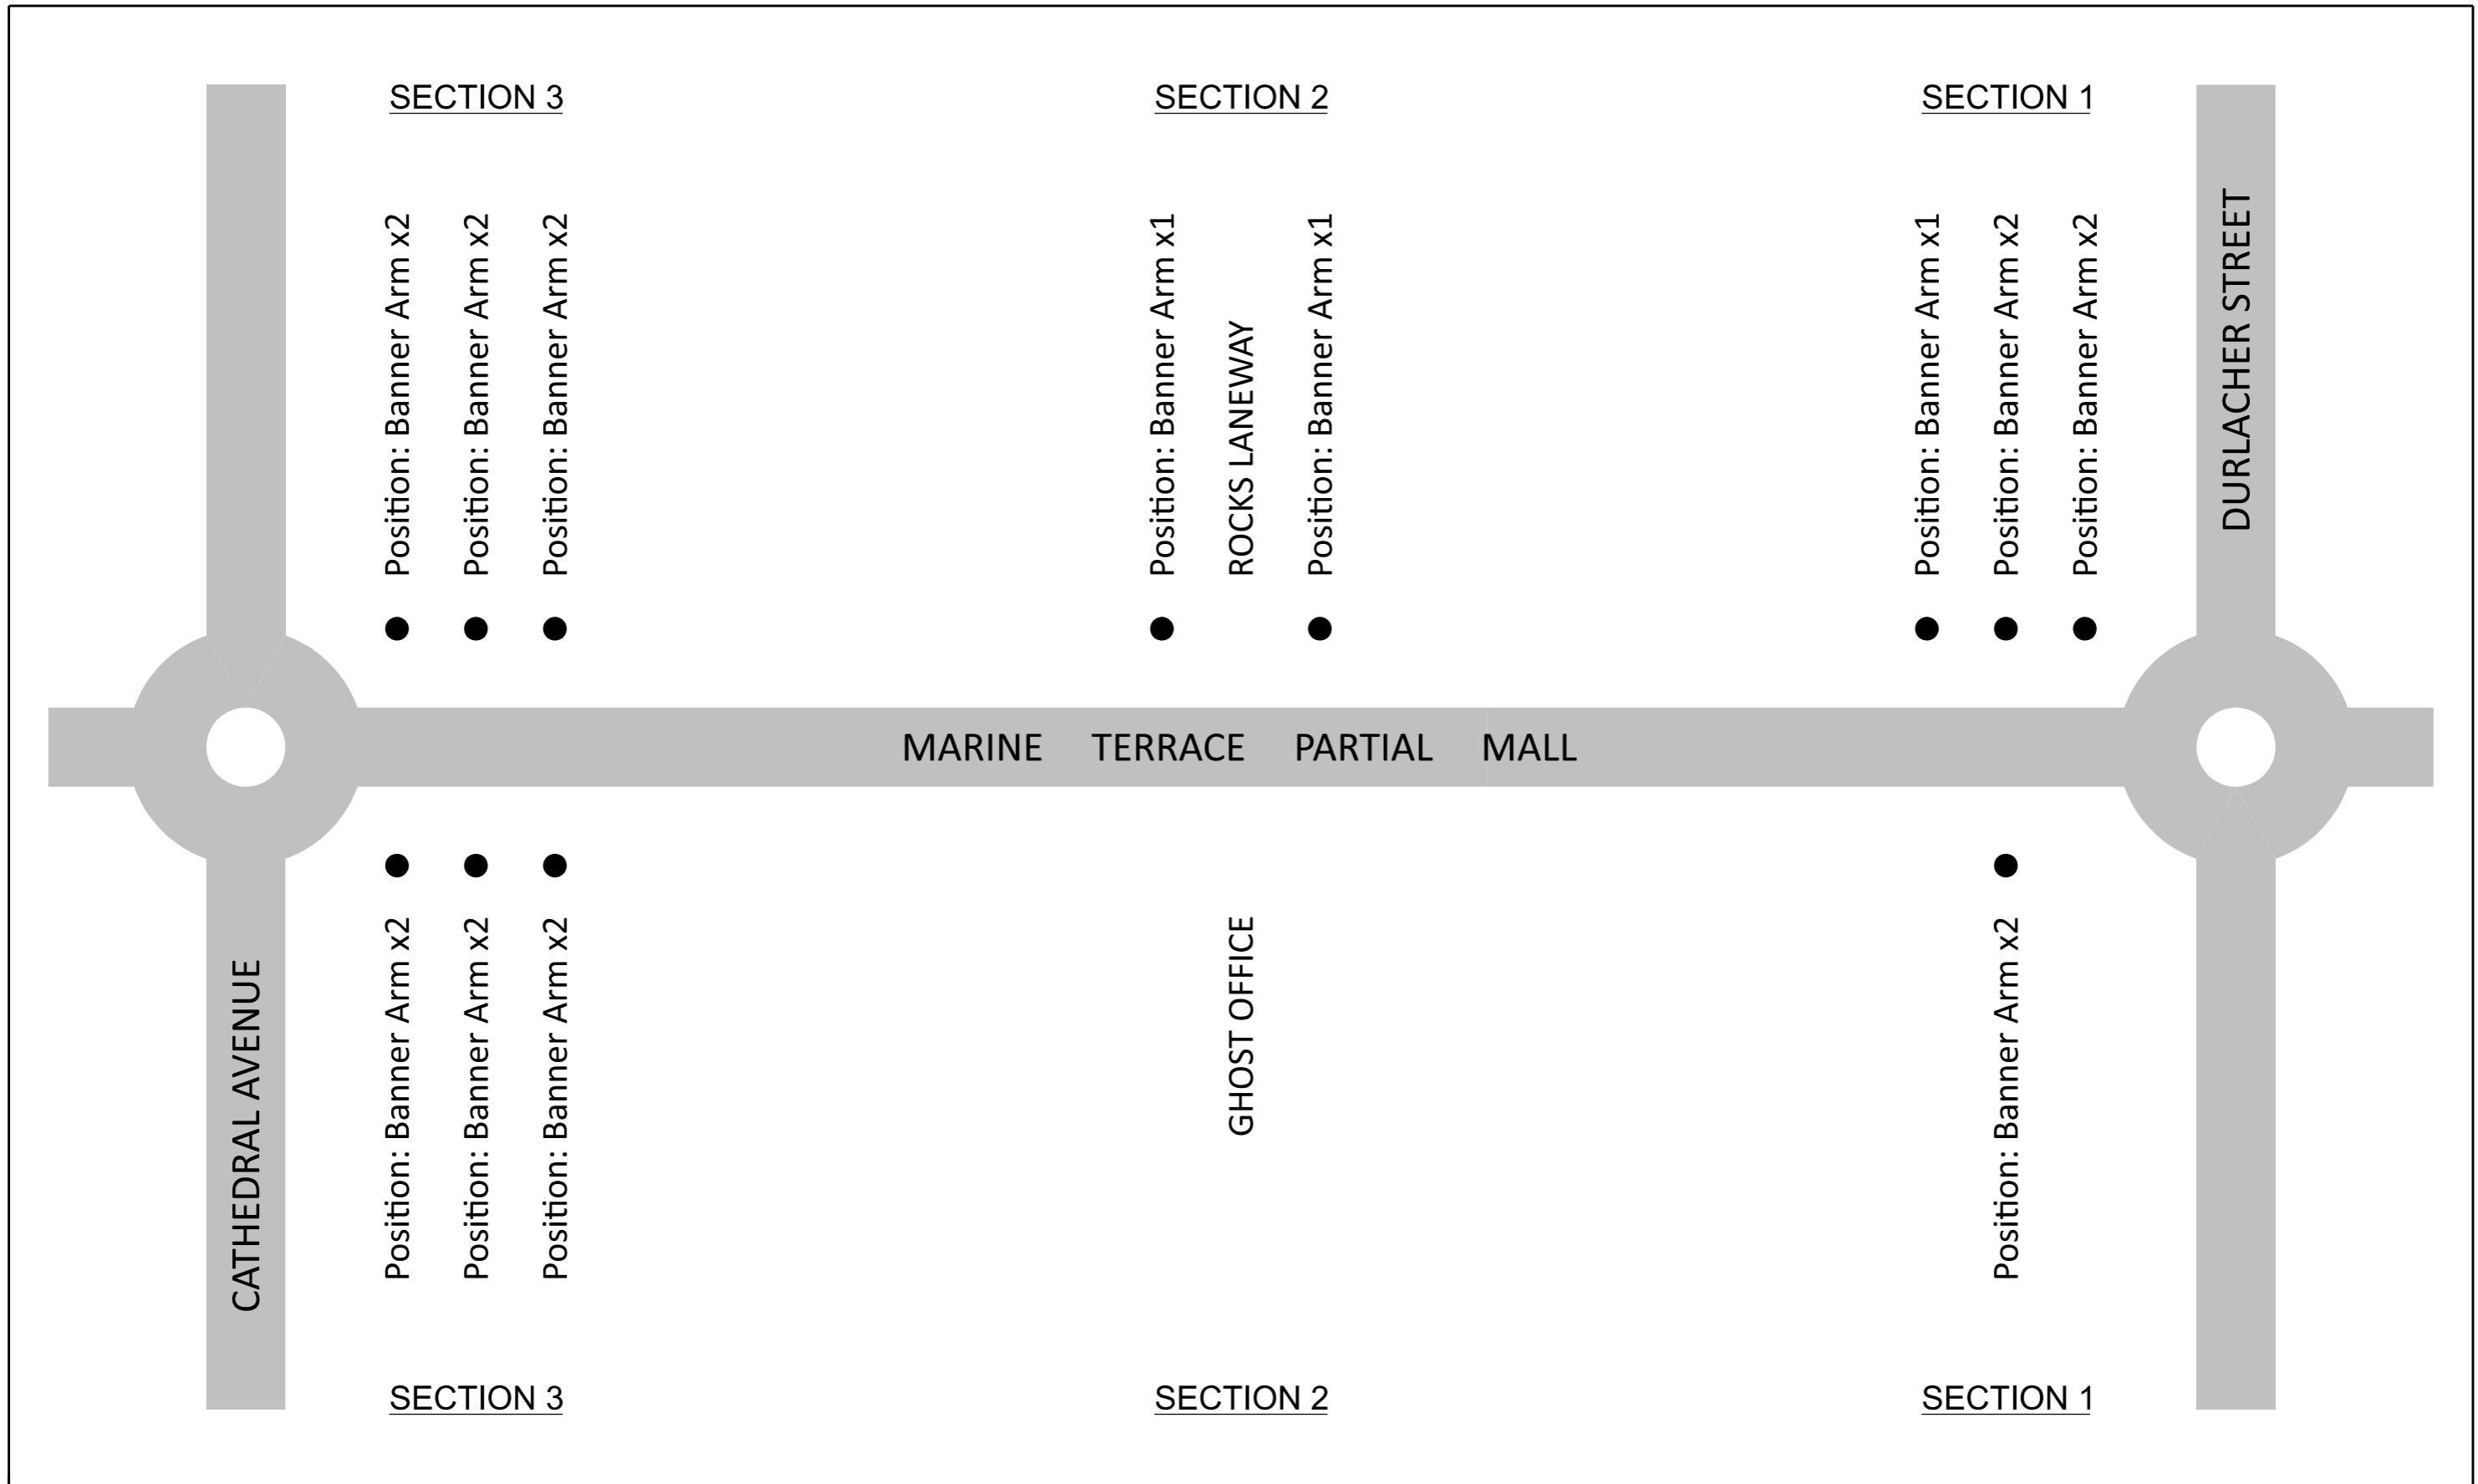 SECTION 3
SECTION 2
SECTION 1
Position: Banner Arm x2
Position: Banner Arm x2
Position: Banner Arm x2
Position: Banner Arm x1
ROCKS LANEWAY
Position: Banner Arm x1
Position: Banner Arm x1
Position: Banner Arm x2
Position: Banner Arm x2
DURLACHER STREET
MARINE TERRACE PARTIAL MALL
CATHEDRAL AVENUE
Position: Banner Arm x2
Position: Banner Arm x2
Position: Banner Arm x2
GHOST OFFICE
Position: Banner Arm x2
SECTION 3
SECTION 2
SECTION 1